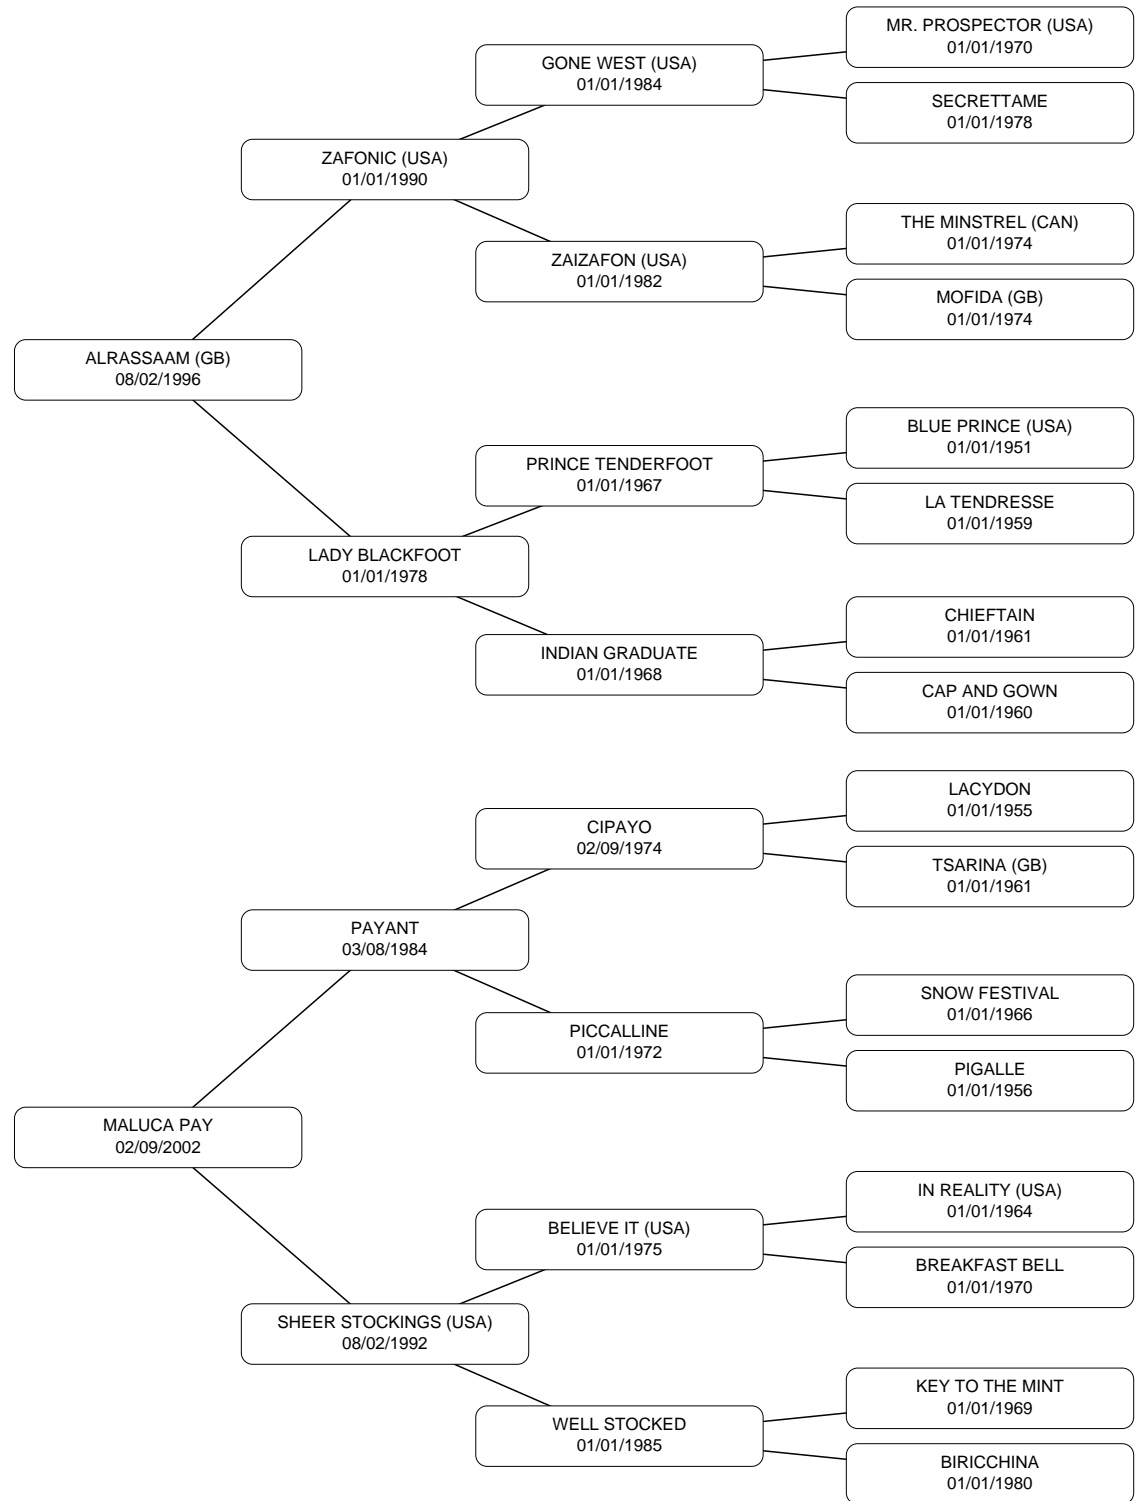 MR. PROSPECTOR (USA)
01/01/1970
GONE WEST (USA)
01/01/1984
SECRETTAME
01/01/1978
ZAFONIC (USA)
01/01/1990
THE MINSTREL (CAN)
01/01/1974
ZAIZAFON (USA)
01/01/1982
MOFIDA (GB)
01/01/1974
ALRASSAAM (GB)
08/02/1996
BLUE PRINCE (USA)
01/01/1951
PRINCE TENDERFOOT
01/01/1967
LA TENDRESSE
01/01/1959
LADY BLACKFOOT
01/01/1978
CHIEFTAIN
01/01/1961
INDIAN GRADUATE
01/01/1968
CAP AND GOWN
01/01/1960
LACYDON
01/01/1955
CIPAYO
02/09/1974
TSARINA (GB)
01/01/1961
PAYANT
03/08/1984
SNOW FESTIVAL
01/01/1966
PICCALLINE
01/01/1972
PIGALLE
01/01/1956
MALUCA PAY
02/09/2002
IN REALITY (USA)
01/01/1964
BELIEVE IT (USA)
01/01/1975
BREAKFAST BELL
01/01/1970
SHEER STOCKINGS (USA)
08/02/1992
KEY TO THE MINT
01/01/1969
WELL STOCKED
01/01/1985
BIRICCHINA
01/01/1980